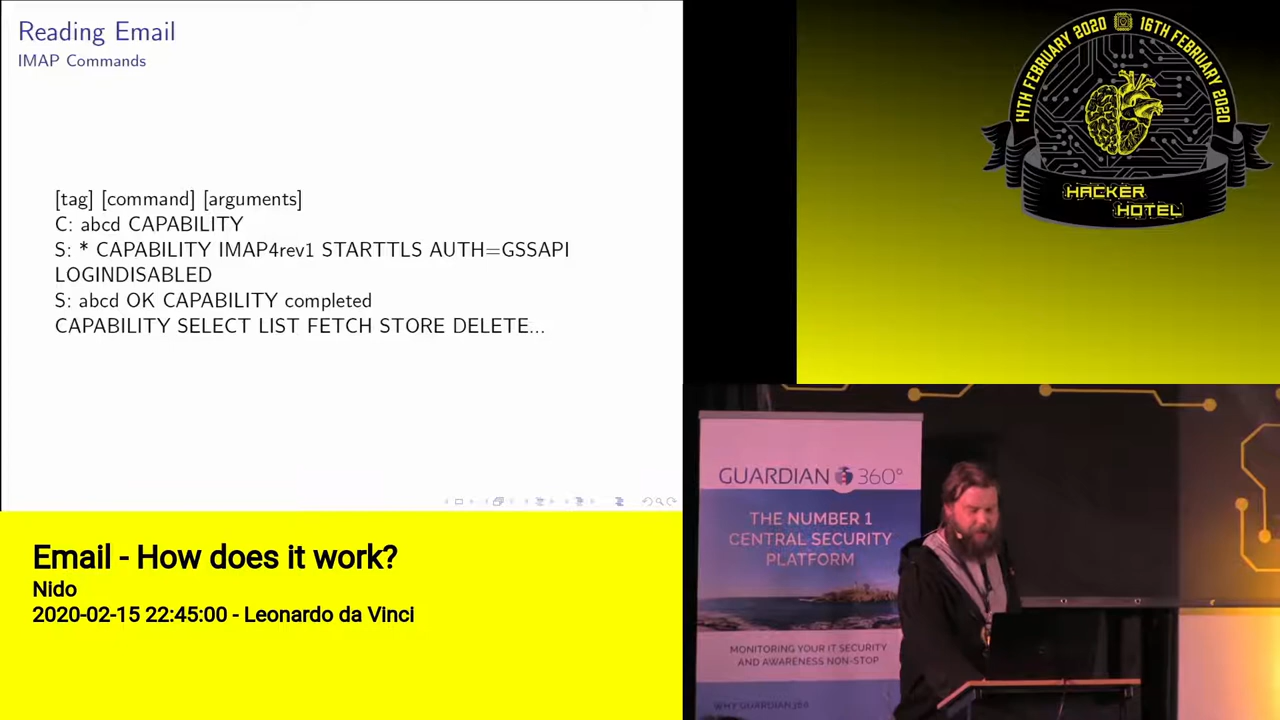 Reading Email
IMAP Commands
[tag] [command] [arguments]
C: abcd CAPABILITY
S: * CAPABILITY IMAP4rev1 STARTTLS AUTH=GSSAPI
LOGINDISABLED
S: abcd OK CAPABILITY completed
CAPABILITY SELECT LIST FETCH STORE DELETE...
14TH FEBRUARY 2020 16TH FEBRUARY 2020
HACKER
HOTEL
GUARDIAN 360°
THE NUMBER 1
CENTRAL SECURITY
PLATFORM
MONITORING YOUR IT SECURITY
AND AWARENESS NON-STOP
WHY GUARDIAN360
Email - How does it work?
Nido
2020-02-15 22:45:00 - Leonardo da Vinci